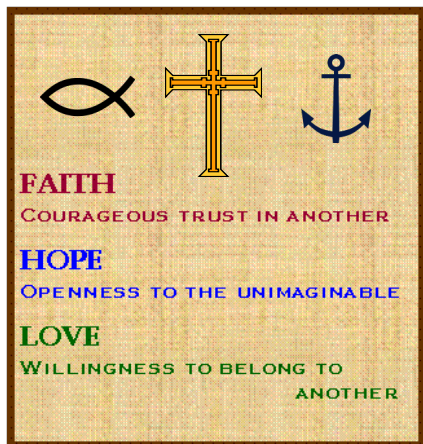 FAITH
COURAGEOUS TRUST IN ANOTHER
HOPE
OPENNESS TO THE UNIMAGINABLE
LOVE
WILLINGNESS TO BELONG TO
ANOTHER